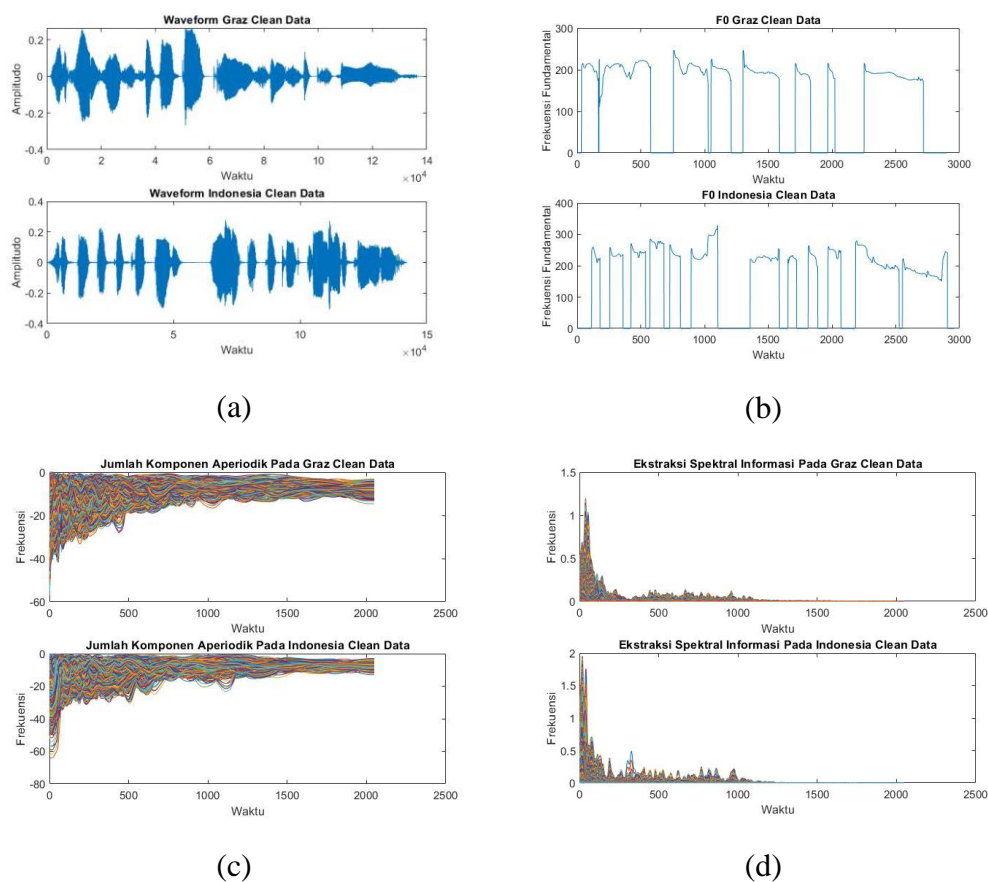 Waveform Graz Clean Data
Amplitudo
0.2
0
-0.2
-0.4
0 2 4 6 8 10 12 14
Waktu
×10⁴
Waveform Indonesia Clean Data
Amplitudo
0.4
0.2
0
-0.2
-0.4
0 5 10 15
Waktu
×10⁴
(a)
F0 Graz Clean Data
Frekuensi Fundamental
300
200
100
0
0 500 1000 1500 2000 2500 3000
Waktu
F0 Indonesia Clean Data
Frekuensi Fundamental
400
300
200
100
0
0 500 1000 1500 2000 2500 3000
Waktu
(b)
Jumlah Komponen Aperiodik Pada Graz Clean Data
Frekuensi
0
-20
-40
-60
0 500 1000 1500 2000 2500
Waktu
Jumlah Komponen Aperiodik Pada Indonesia Clean Data
Frekuensi
0
-20
-40
-60
-80
0 500 1000 1500 2000 2500
Waktu
(c)
Ekstraksi Spektral Informasi Pada Graz Clean Data
Frekuensi
1.5
1
0.5
0
0 500 1000 1500 2000 2500
Waktu
Ekstraksi Spektral Informasi Pada Indonesia Clean Data
Frekuensi
2
1.5
1
0.5
0
0 500 1000 1500 2000 2500
Waktu
(d)